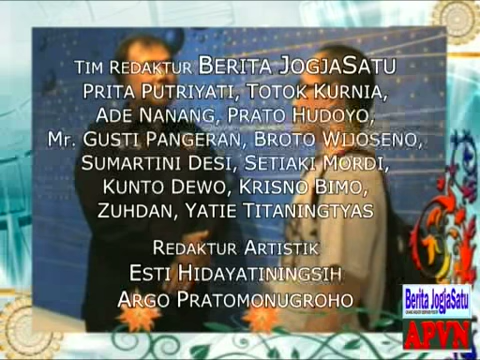 TIM REDAKTUR BERITA JOGJASATU
PRITA PUTRIYATI, TOTOK KURNIA,
ADE NANANG, PRATO HUDOYO,
Mr. GUSTI PANGERAN, BROTO WIJOSENO,
SUMARTINI DESI, SETIAKI MORDI,
KUNTO DEWO, KRISNO BIMO,
ZUHDAN, YATIE TITANINGTYAS
REDAKTUR ARTISTIK
ESTI HIDAYATININGSIH
ARGO PRATOMONUGROHO
Berita JogjaSatu
APVN